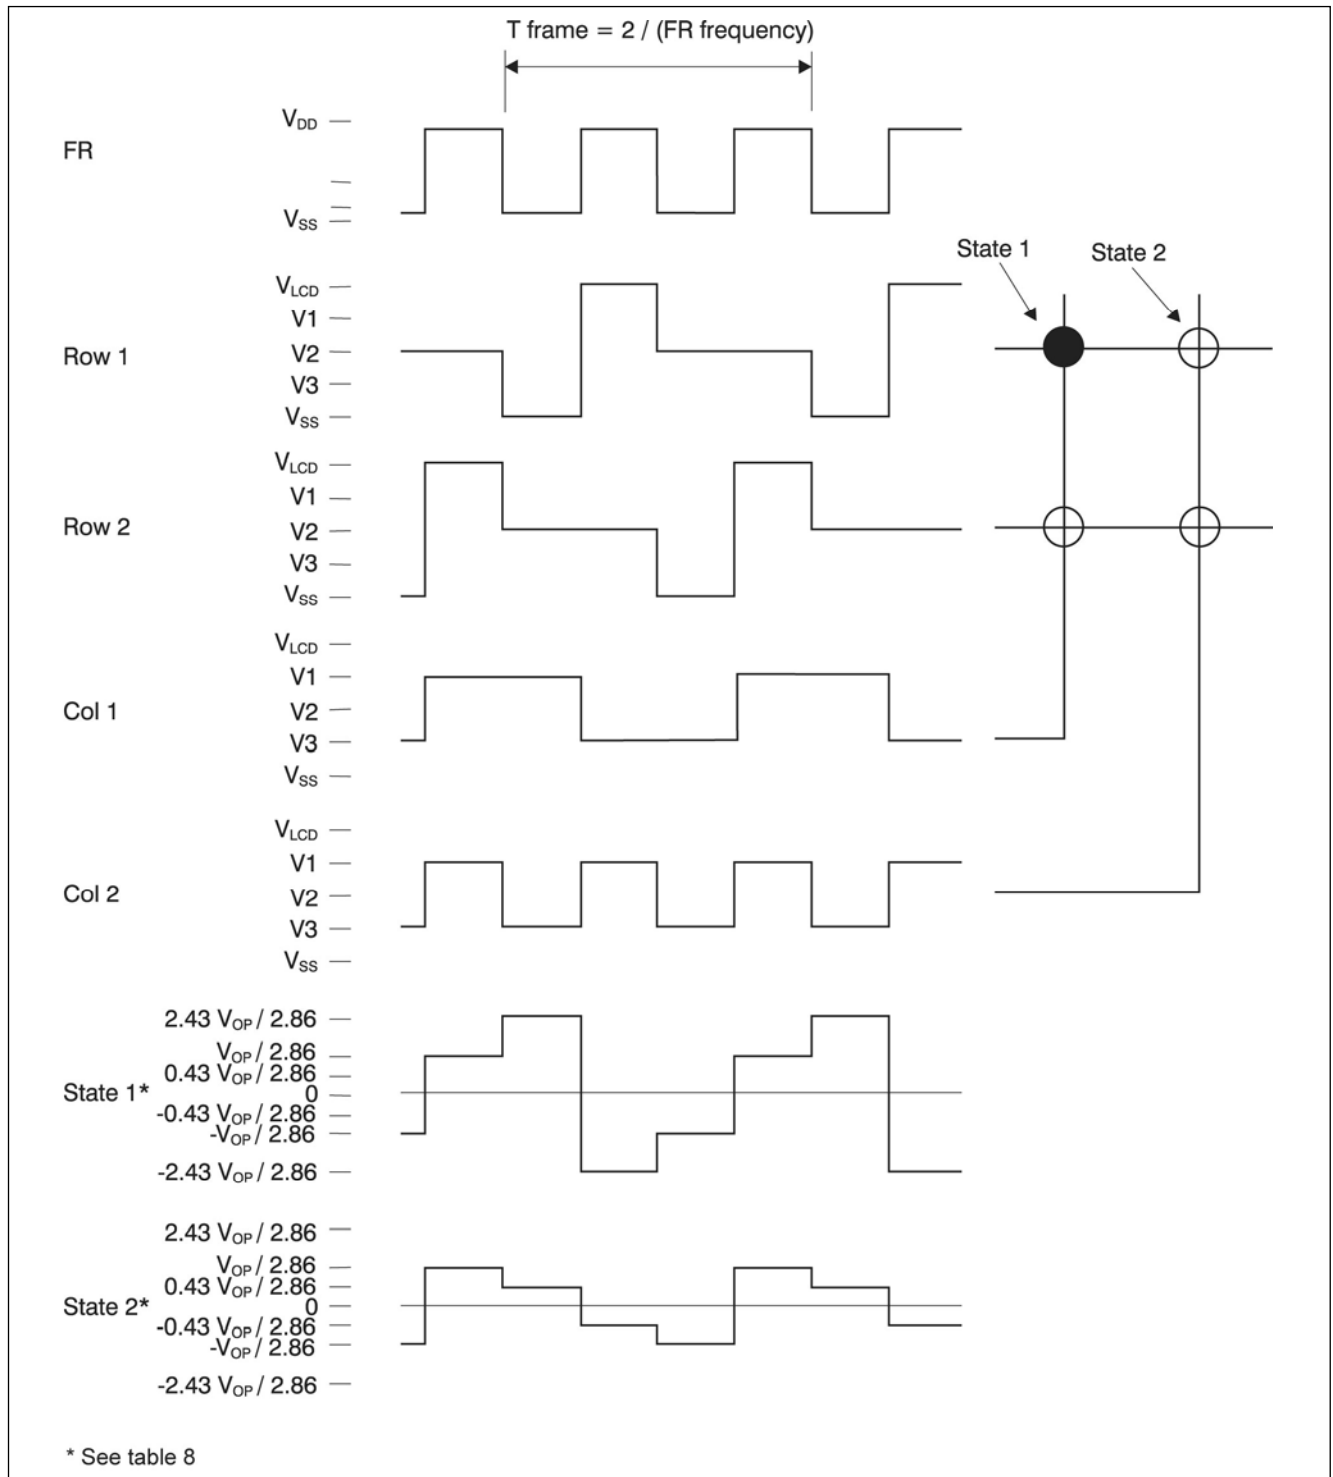 T frame = 2 / (FR frequency)
FR
VDD
VSS
State 1
State 2
Row 1
VLCD
V1
V2
V3
VSS
Row 2
VLCD
V1
V2
V3
VSS
Col 1
VLCD
V1
V2
V3
VSS
Col 2
VLCD
V1
V2
V3
VSS
State 1*
2.43 VOP / 2.86
VOP / 2.86
0.43 VOP / 2.86
0
-0.43 VOP / 2.86
-VOP / 2.86
-2.43 VOP / 2.86
State 2*
2.43 VOP / 2.86
VOP / 2.86
0.43 VOP / 2.86
0
-0.43 VOP / 2.86
-VOP / 2.86
-2.43 VOP / 2.86
* See table 8